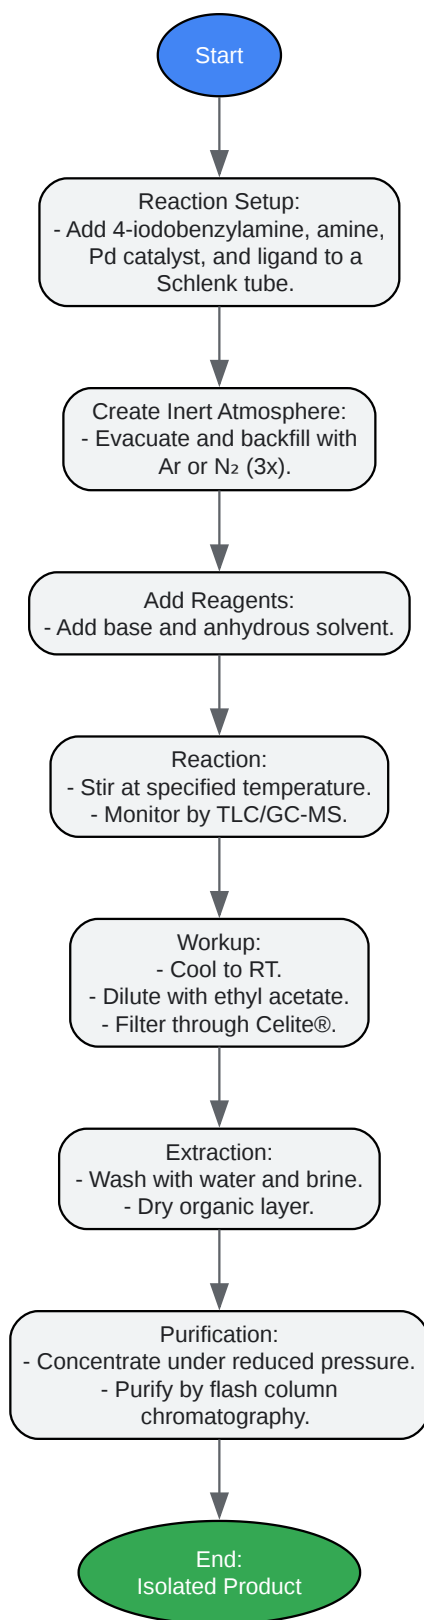 Start
Reaction Setup:
- Add 4-iodobenzylamine, amine,
Pd catalyst, and ligand to a
Schlenk tube.
Create Inert Atmosphere:
- Evacuate and backfill with
Ar or N₂ (3x).
Add Reagents:
- Add base and anhydrous solvent.
Reaction:
- Stir at specified temperature.
- Monitor by TLC/GC-MS.
Workup:
- Cool to RT.
- Dilute with ethyl acetate.
- Filter through Celite®.
Extraction:
- Wash with water and brine.
- Dry organic layer.
Purification:
- Concentrate under reduced pressure.
- Purify by flash column
chromatography.
End:
Isolated Product